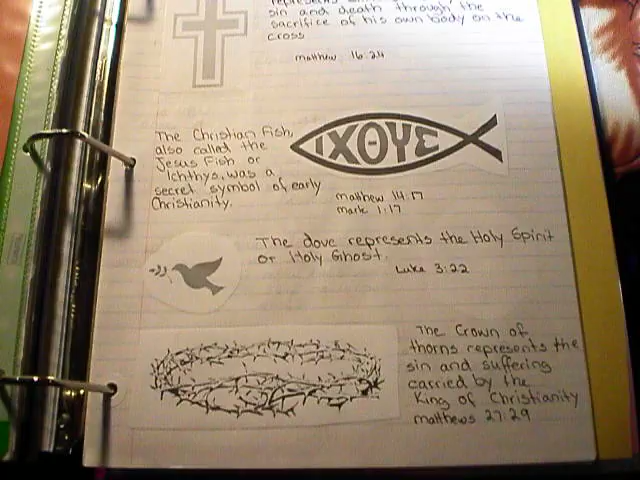 sin and death through the
sacrifice of his own body on the
cross
matthew 16:24
The Christian Fish,
also called the
Jesus Fish or
Ichthys, was a
secret symbol of early
Christianity.
ΙΧΘΥΣ
matthew 14:17
mark 1:17
The dove represents the Holy Spirit
or Holy Ghost.
Luke 3:22
The Crown of
thorns represents the
sin and suffering
carried by the
King of Christianity
matthews 27:29